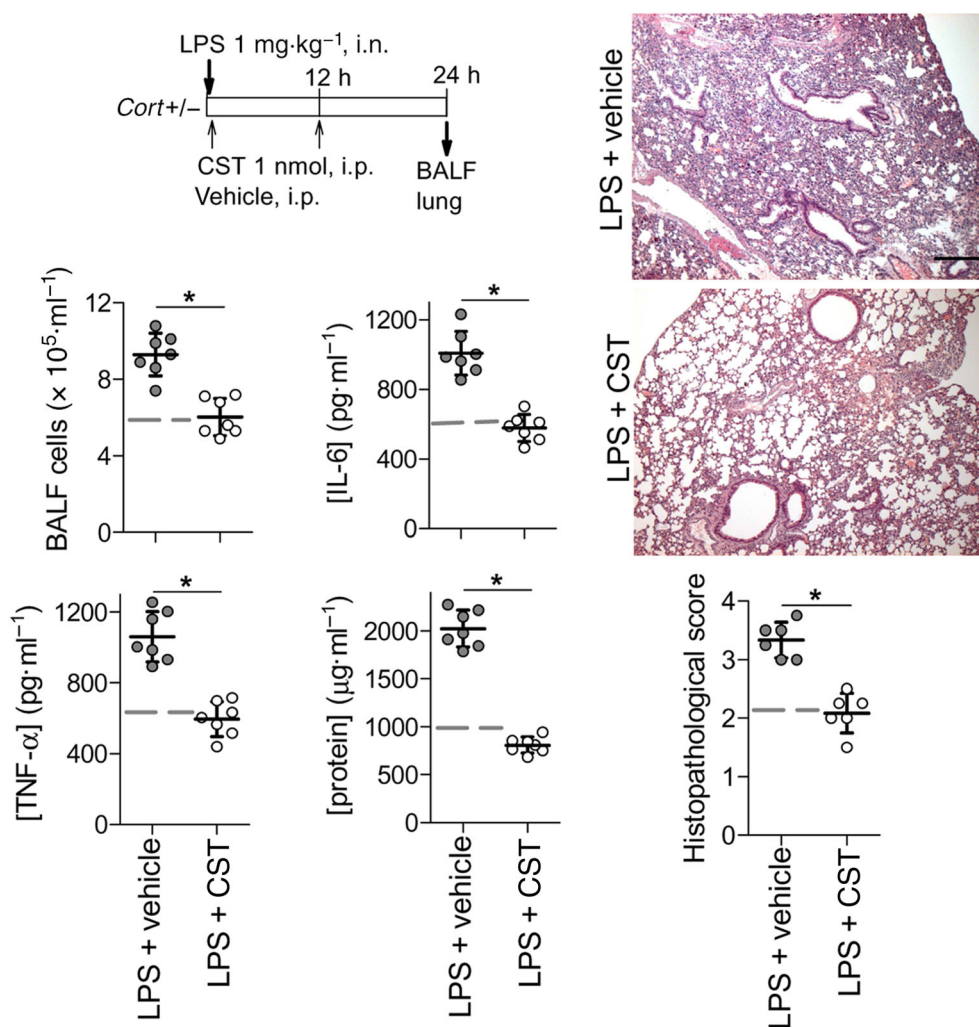 LPS 1 mg·kg⁻¹, i.n.
12 h
24 h
Cort+/–
CST 1 nmol, i.p.
Vehicle, i.p.
BALF
lung
LPS + vehicle
LPS + CST
BALF cells (× 10⁵·ml⁻¹)
12
8
4
0
*
[IL-6] (pg·ml⁻¹)
1200
800
400
0
*
[TNF-α] (pg·ml⁻¹)
1200
800
400
0
*
LPS + vehicle
LPS + CST
[protein] (μg·ml⁻¹)
2000
1500
1000
500
0
*
LPS + vehicle
LPS + CST
Histopathological score
4
3
2
1
0
*
LPS + vehicle
LPS + CST